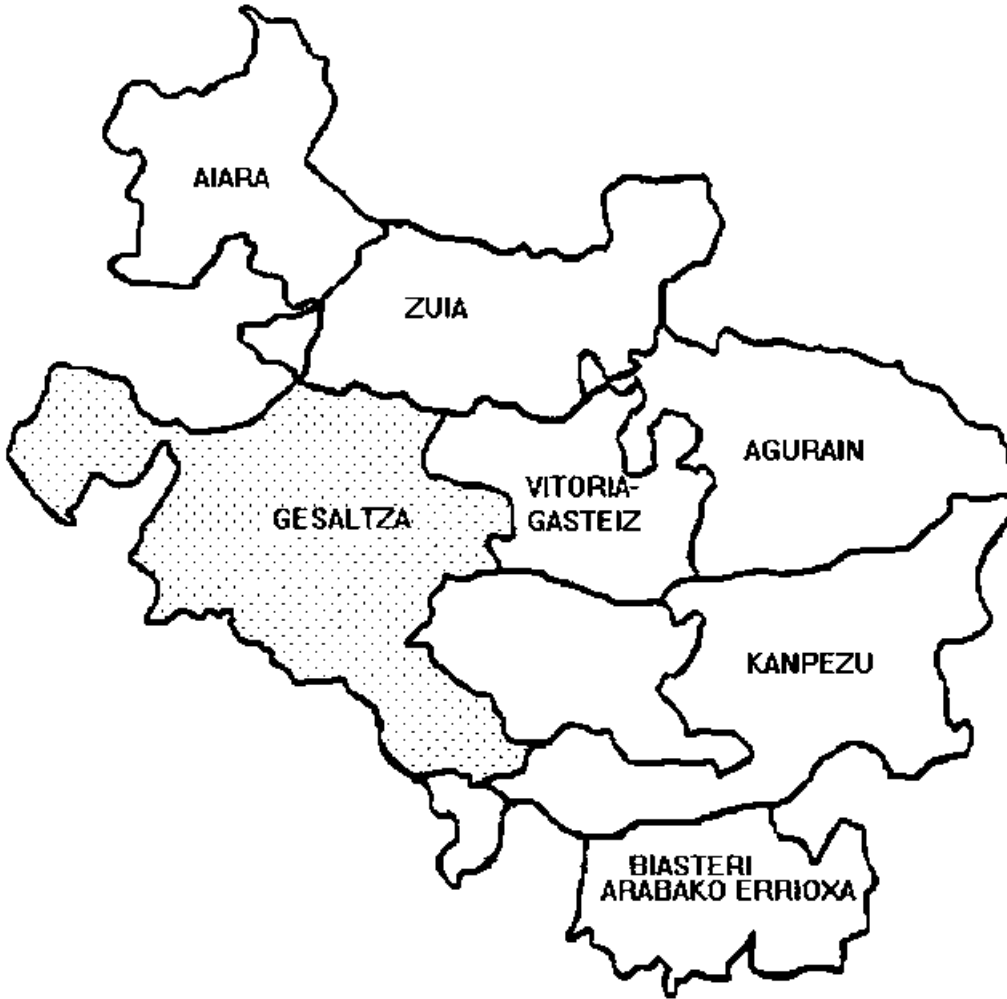 AIARA
ZUIA
AGURAIN
VITORIA-
GASTEIZ
GESALTZA
KANPEZU
BIASTERI
ARABAKO ERRIOXA